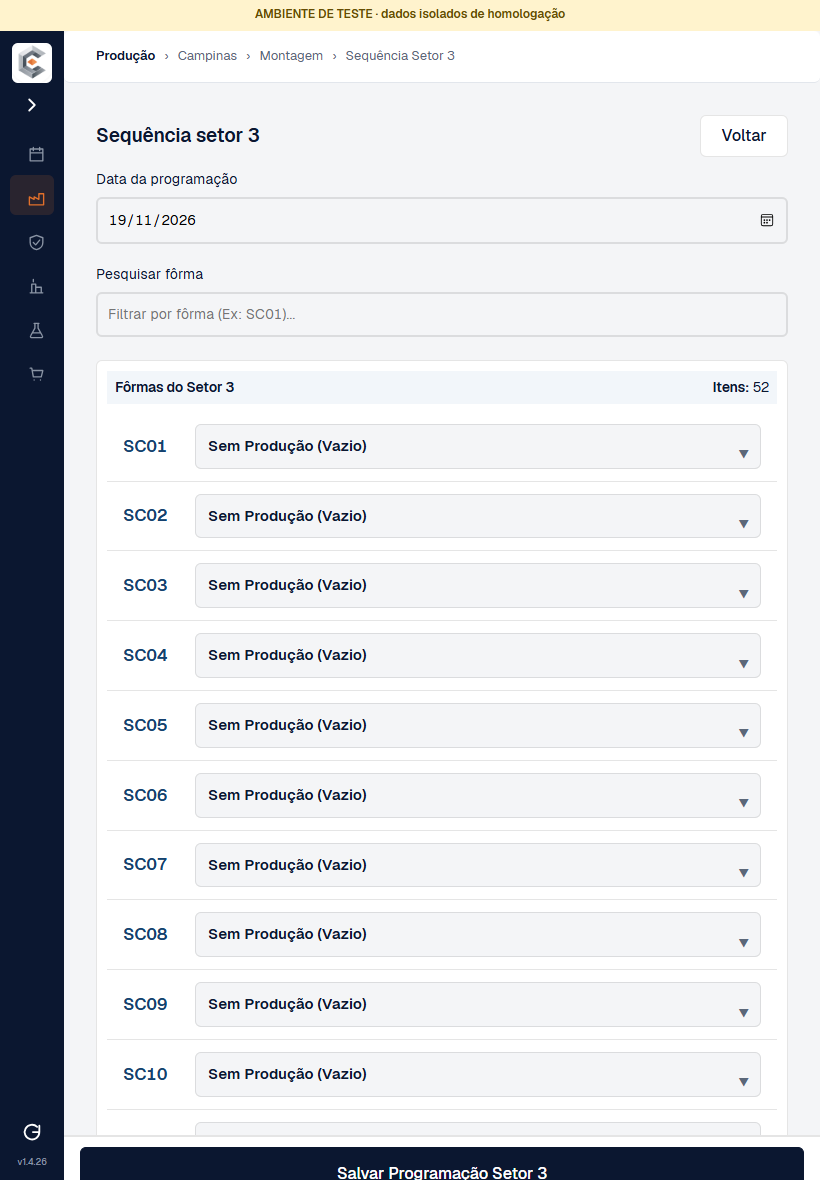 AMBIENTE DE TESTE · dados isolados de homologação
Produção › Campinas › Montagem › Sequência Setor 3
Sequência setor 3
Voltar
Data da programação
19/11/2026
Pesquisar fôrma
Filtrar por fôrma (Ex: SC01)...
Fôrmas do Setor 3 Itens: 52
SC01 Sem Produção (Vazio)
SC02 Sem Produção (Vazio)
SC03 Sem Produção (Vazio)
SC04 Sem Produção (Vazio)
SC05 Sem Produção (Vazio)
SC06 Sem Produção (Vazio)
SC07 Sem Produção (Vazio)
SC08 Sem Produção (Vazio)
SC09 Sem Produção (Vazio)
SC10 Sem Produção (Vazio)
Salvar Programação Setor 3
v1.4.26